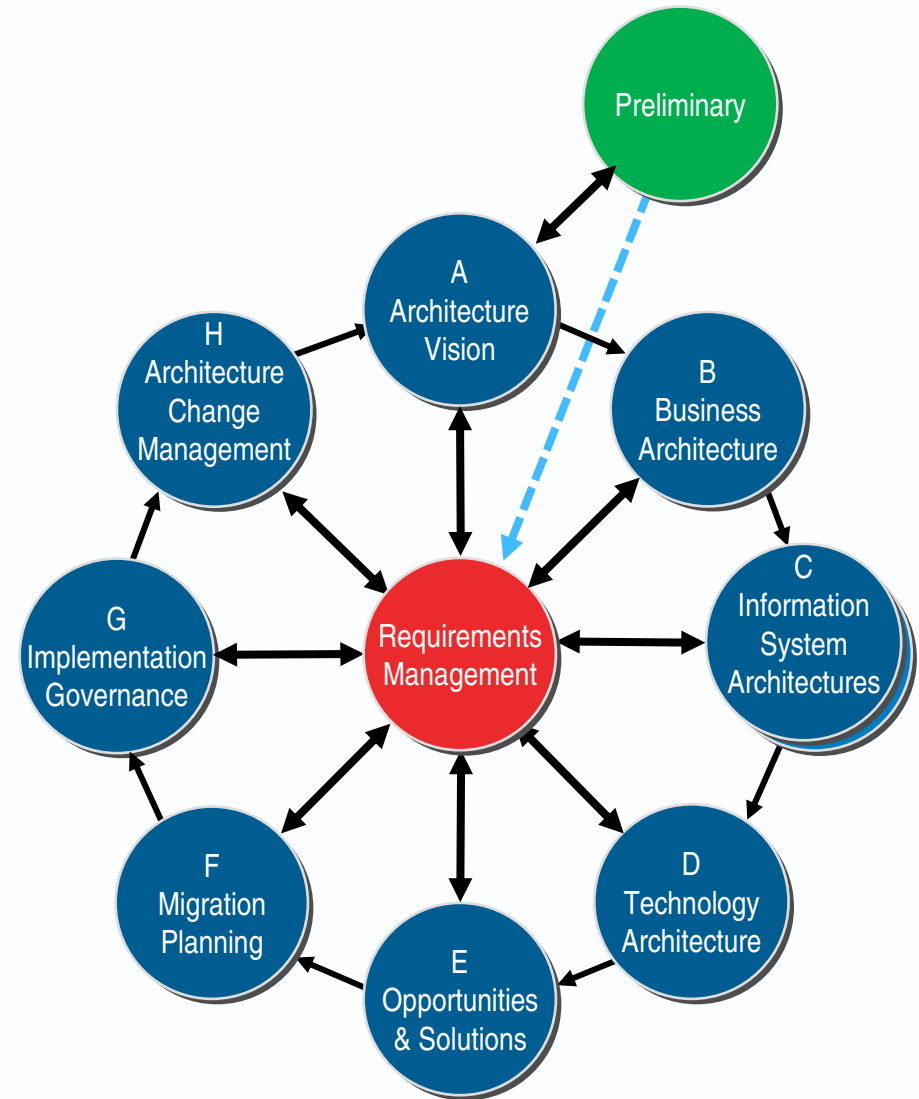 Preliminary
A
Architecture
Vision
H
Architecture
Change
Management
B
Business
Architecture
C
Information
System
Architectures
G
Implementation
Governance
Requirements
Management
F
Migration
Planning
D
Technology
Architecture
E
Opportunities
& Solutions